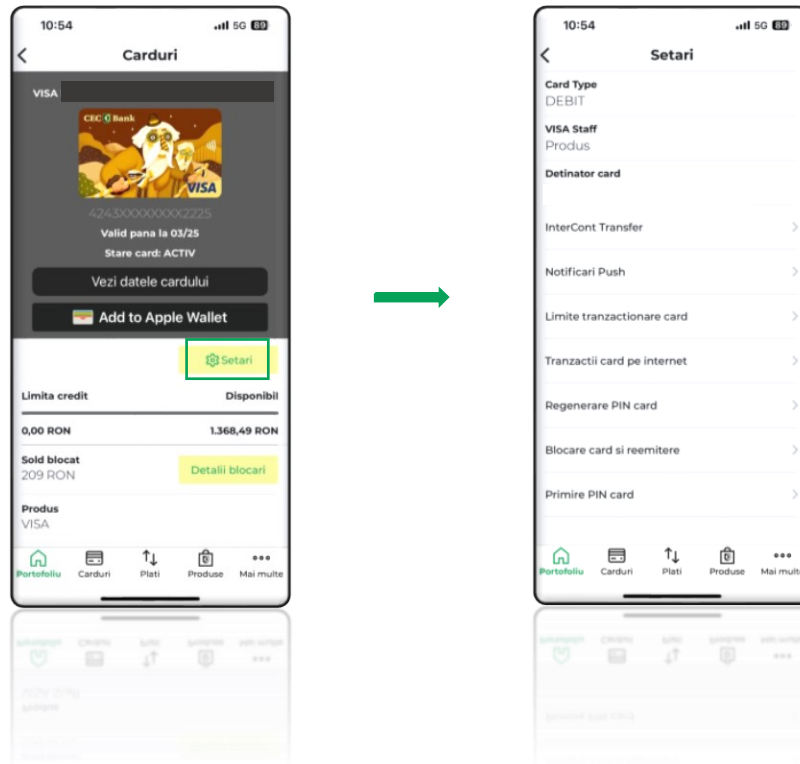 10:54
5G 89
Carduri
VISA
CEC Bank
VISA
4243XXXXXXXX2225
Valid pana la 03/25
Stare card: ACTIV
Vezi datele cardului
Add to Apple Wallet
Setari
Limita credit Disponibil
0,00 RON 1.368,49 RON
Sold blocat
209 RON
Detalii blocari
Produs
VISA
Portofoliu Carduri Plati Produse Mai multe
10:54
5G 89
Setari
Card Type
DEBIT
VISA Staff
Produs
Detinator card
InterCont Transfer
Notificari Push
Limite tranzactionare card
Tranzactii card pe internet
Regenerare PIN card
Blocare card si reemitere
Primire PIN card
Portofoliu Carduri Plati Produse Mai multe